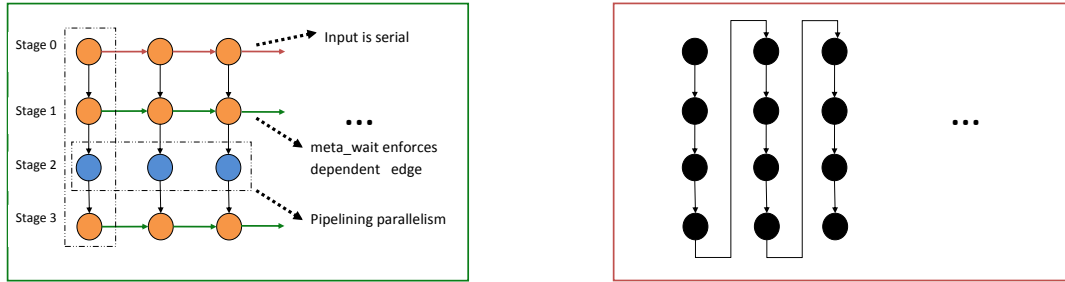 Stage 0
Input is serial
Stage 1
...
meta_wait enforces
dependent edge
Stage 2
Stage 3
Pipelining parallelism
...